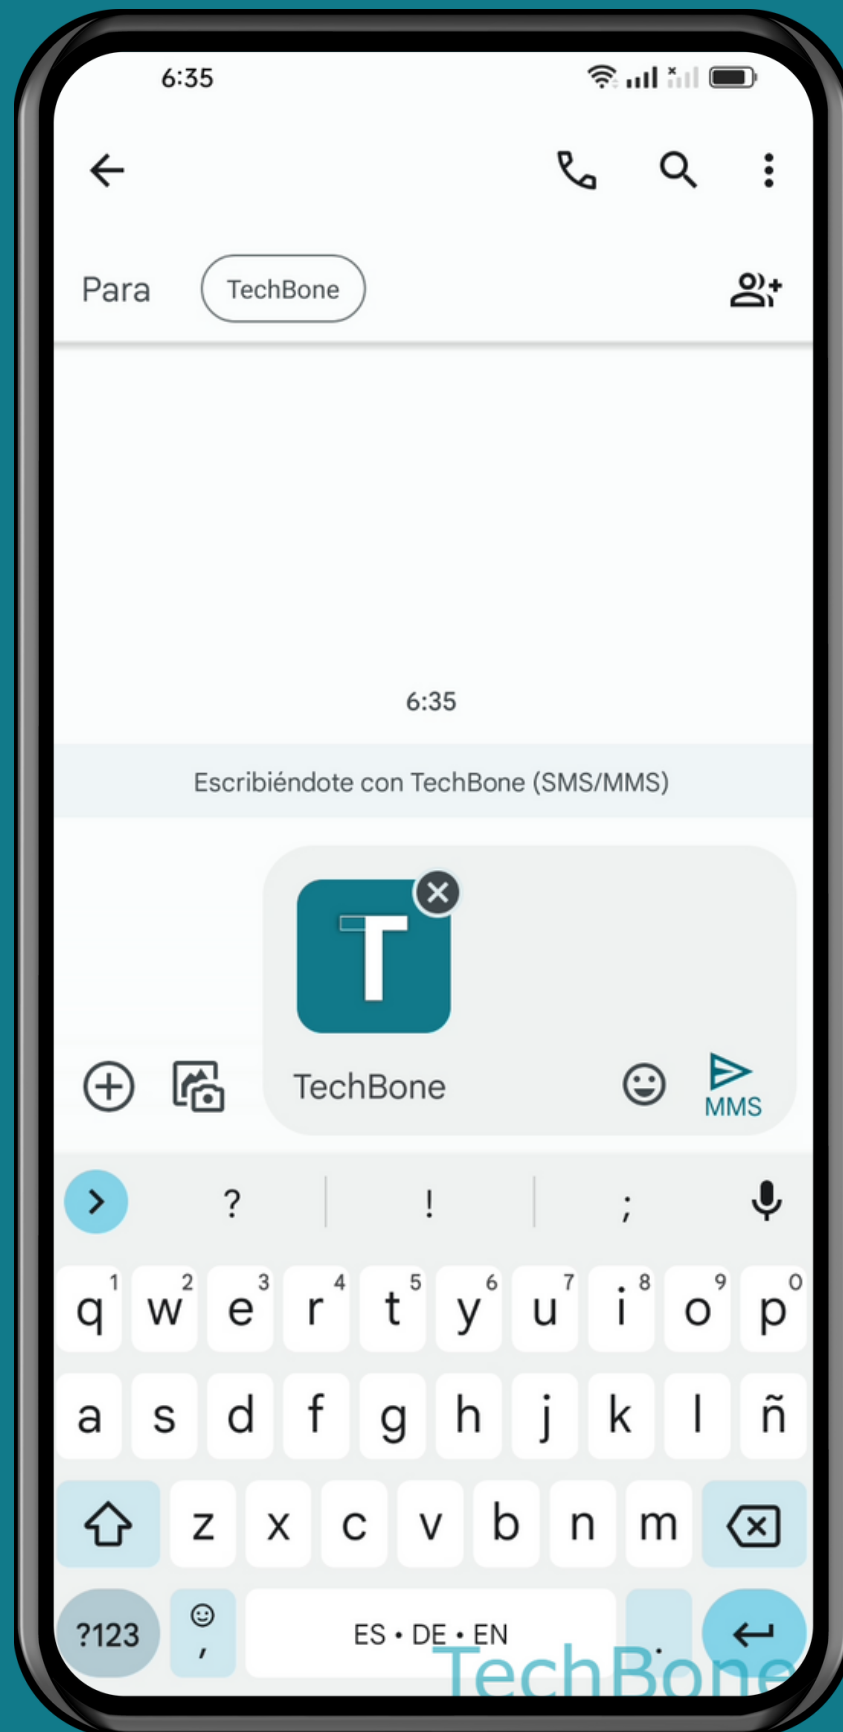 6:35
Para TechBone
6:35
Escribiéndote con TechBone (SMS/MMS)
T
TechBone
MMS
? ! ;
q1 w2 e3 r4 t5 y6 u7 i8 o9 p0
a s d f g h j k l ñ
z x c v b n m
?123 , ES • DE • EN .
TechBone